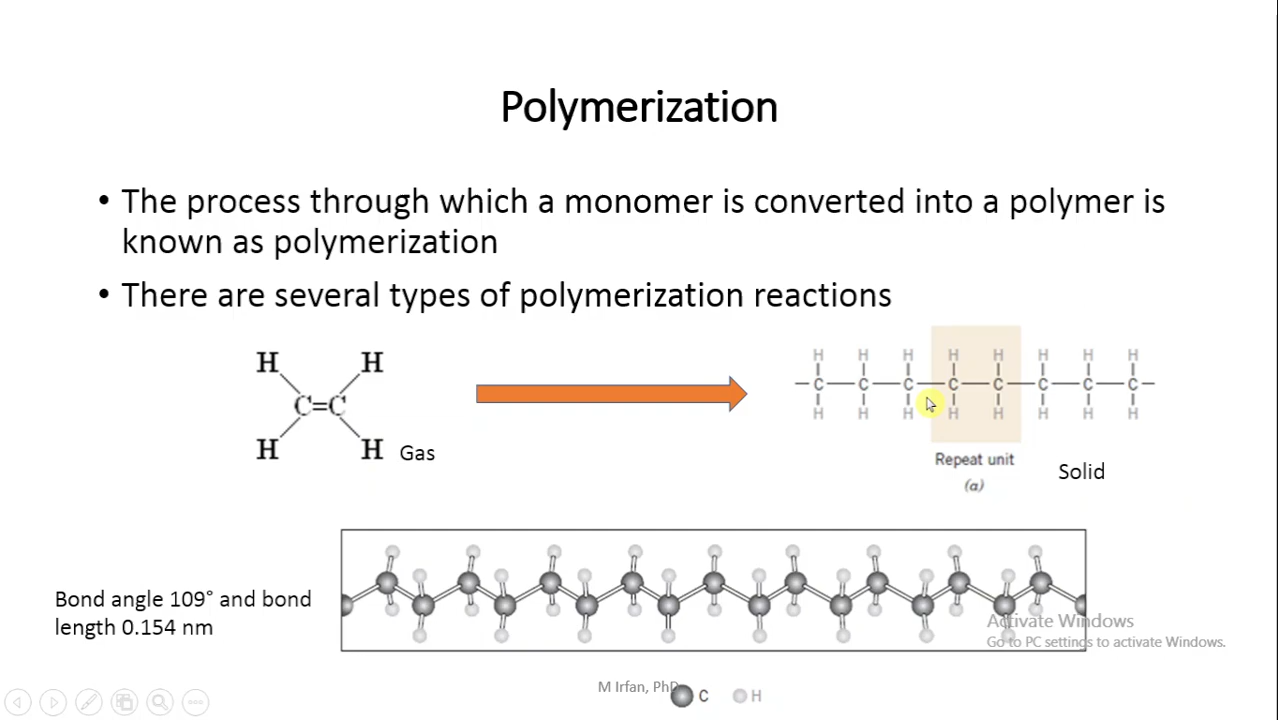 Polymerization
• The process through which a monomer is converted into a polymer is
known as polymerization
• There are several types of polymerization reactions
H H
C=C
H H Gas
H H H H H H H H
—C—C—C—C—C—C—C—C—
H H H H H H H H
Repeat unit
(a)
Solid
Bond angle 109° and bond
length 0.154 nm
Activate Windows
Go to PC settings to activate Windows.
M Irfan, PhD
C H